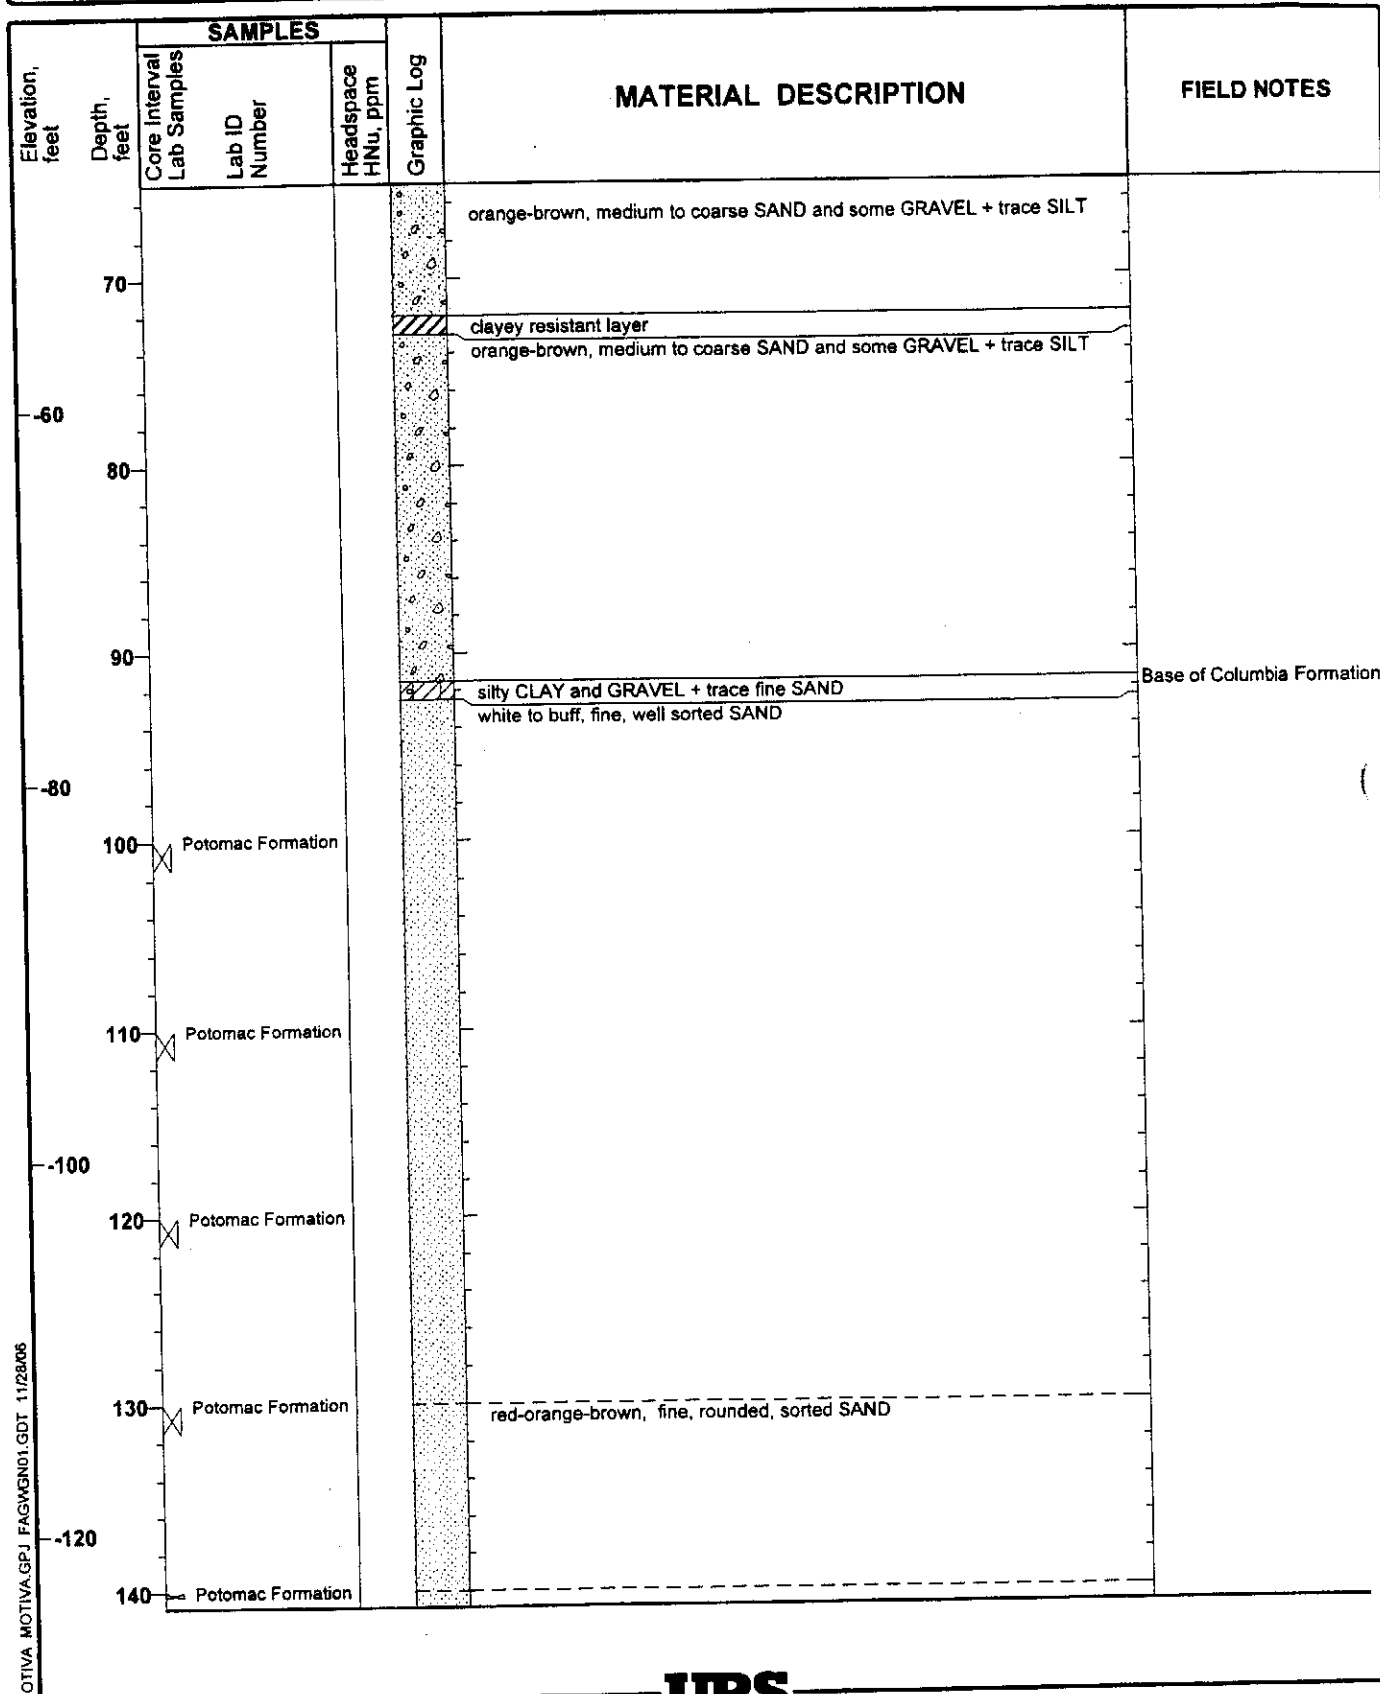 SAMPLES
Elevation,
feet
Depth,
feet
Core Interval
Lab Samples
Lab ID
Number
Headspace
HNu, ppm
Graphic Log
MATERIAL DESCRIPTION
FIELD NOTES
orange-brown, medium to coarse SAND and some GRAVEL + trace SILT
70
clayey resistant layer
orange-brown, medium to coarse SAND and some GRAVEL + trace SILT
-60
80
90
Base of Columbia Formation
silty CLAY and GRAVEL + trace fine SAND
white to buff, fine, well sorted SAND
-80
100
Potomac Formation
110
Potomac Formation
-100
120
Potomac Formation
130
Potomac Formation
red-orange-brown, fine, rounded, sorted SAND
-120
140
Potomac Formation
OTIVA MOTIVA.GPJ FAGWGN01.GDT 11/28/06
URS